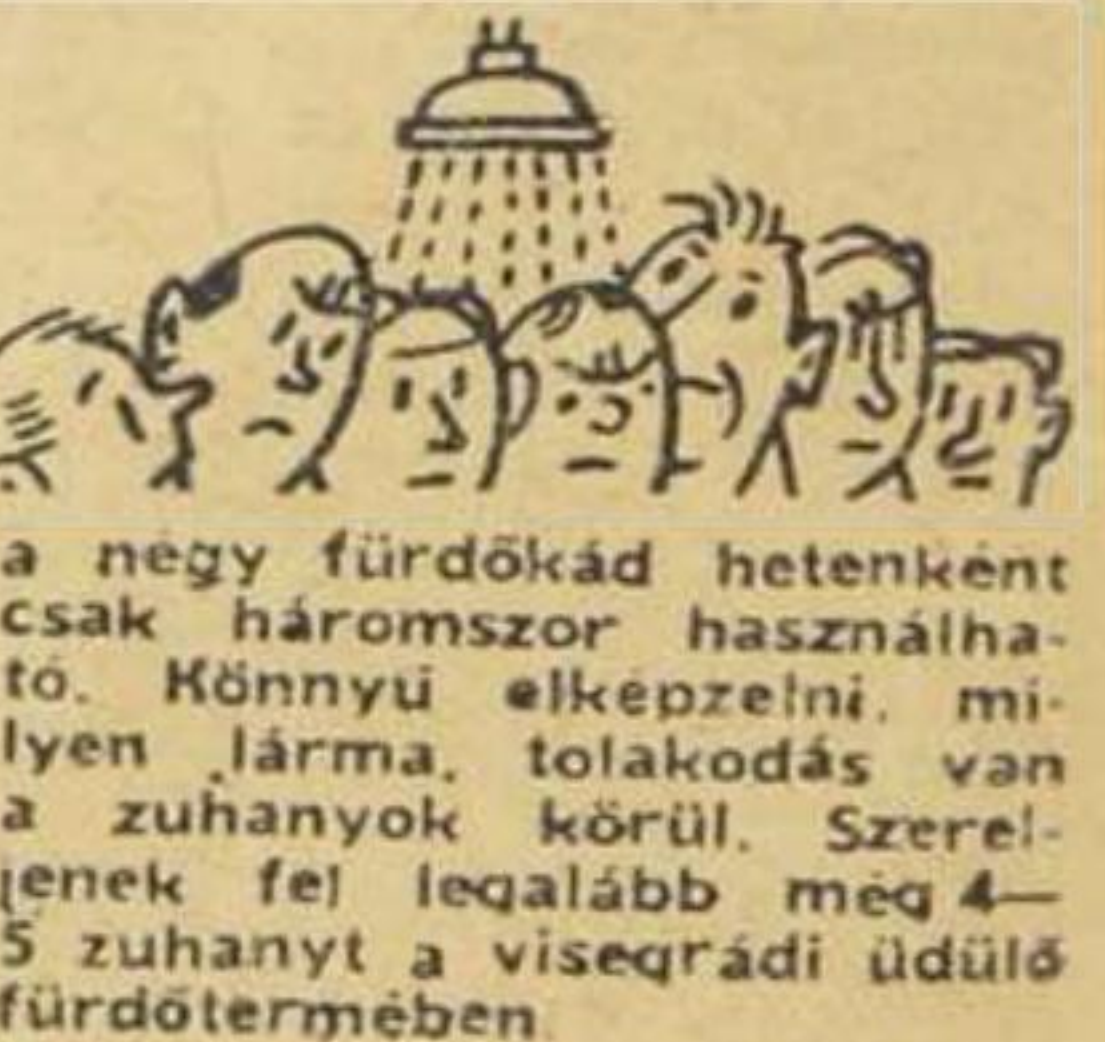 a négy fürdőkád hetenként
csak háromszor használha-
tó. Könnyű elképzelni, mi-
lyen lárma, tolakodás van
a zuhanyok körül. Szerel-
jenek fel legalább még 4—
5 zuhanyt a visegrádi üdülő
fürdőtermében.